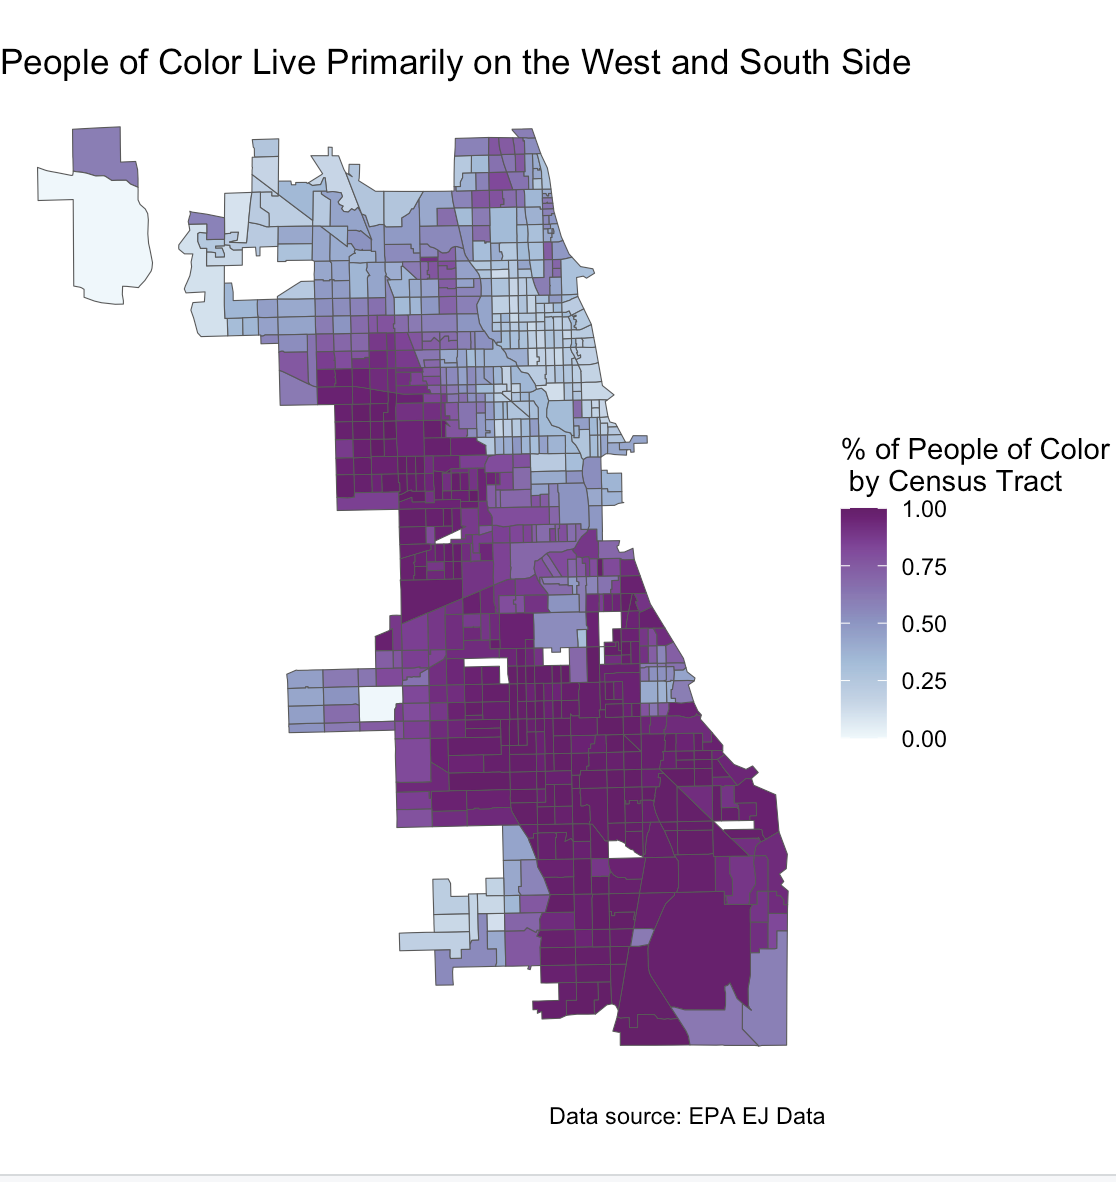 People of Color Live Primarily on the West and South Side
% of People of Color
by Census Tract
1.00
0.75
0.50
0.25
0.00
Data source: EPA EJ Data